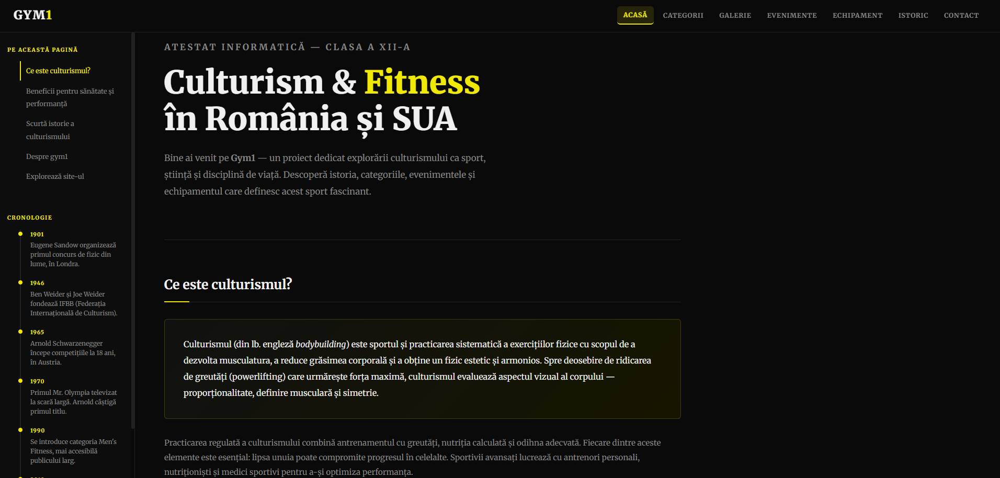 GYM1
ACASĂ
CATEGORII
GALERIE
EVENIMENTE
ECHIPAMENT
ISTORIC
CONTACT
PE ACEASTĂ PAGINĂ
Ce este culturismul?
Beneficii pentru sănătate și
performanță
Scurtă istorie a
culturismului
Despre gym1
Explorează site-ul
CRONOLOGIE
1901
Eugene Sandow organizează
primul concurs de fizic din
lume, în Londra.
1946
Ben Weider și Joe Weider
fondează IFBB (Federația
Internațională de Culturism).
1965
Arnold Schwarzenegger
începe competițiile la 18 ani,
în Austria.
1970
Primul Mr. Olympia televizat
la scară largă. Arnold câștigă
primul titlu.
1990
Se introduce categoria Men's
Fitness, mai accesibilă
publicului larg.
ATESTAT INFORMATICĂ — CLASA A XII-A
Culturism & Fitness
în România și SUA
Bine ai venit pe Gym1 — un proiect dedicat explorării culturismului ca sport,
știință și disciplină de viață. Descoperă istoria, categoriile, evenimentele și
echipamentul care definesc acest sport fascinant.
Ce este culturismul?
Culturismul (din lb. engleză bodybuilding) este sportul și practicarea sistematică a exercițiilor fizice cu scopul de a
dezvolta musculatura, a reduce grăsimea corporală și a obține un fizic estetic și armonios. Spre deosebire de ridicarea
de greutăți (powerlifting) care urmărește forța maximă, culturismul evaluează aspectul vizual al corpului —
proporționalitate, definire musculară și simetrie.
Practicarea regulată a culturismului combină antrenamentul cu greutăți, nutriția calculată și odihna adecvată. Fiecare dintre aceste
elemente este esențial: lipsa unuia poate compromite progresul în celelalte. Sportivii avansați lucrează cu antrenori personali,
nutriționiști și medici sportivi pentru a-și optimiza performanța.